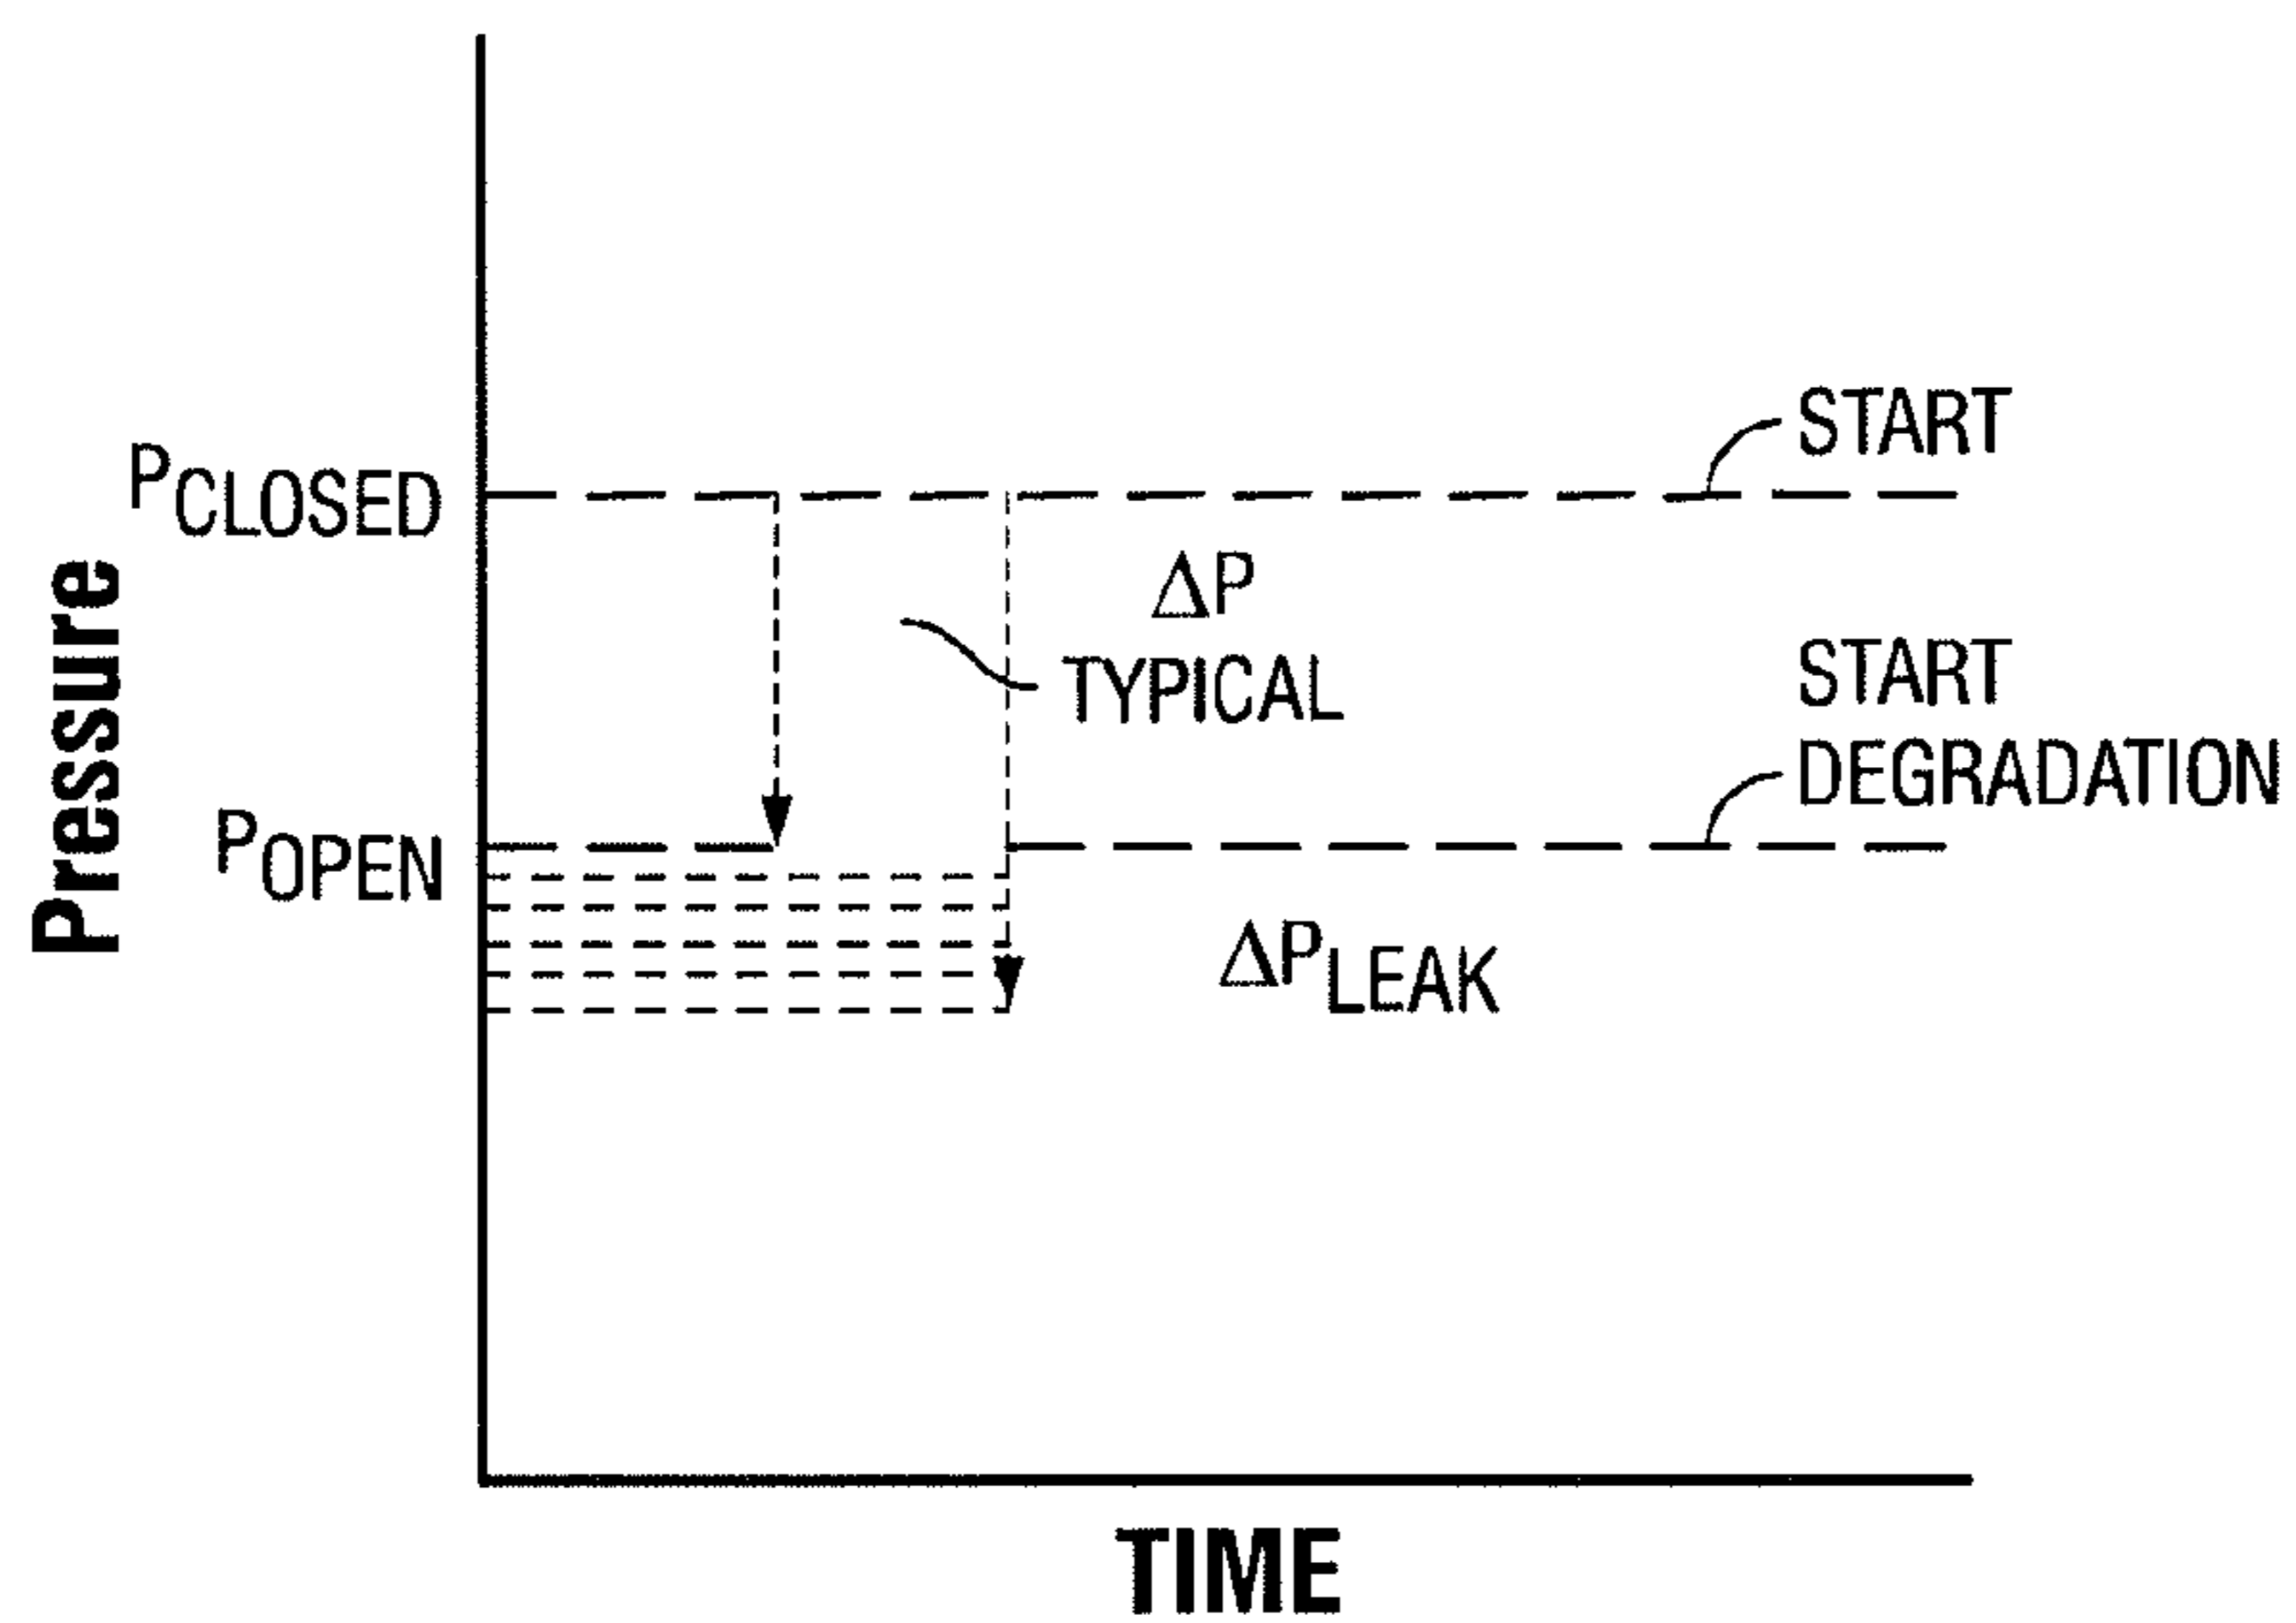 START
PCLOSED
ΔP
TYPICAL
START
DEGRADATION
Pressure
POPEN
ΔPLEAK
TIME